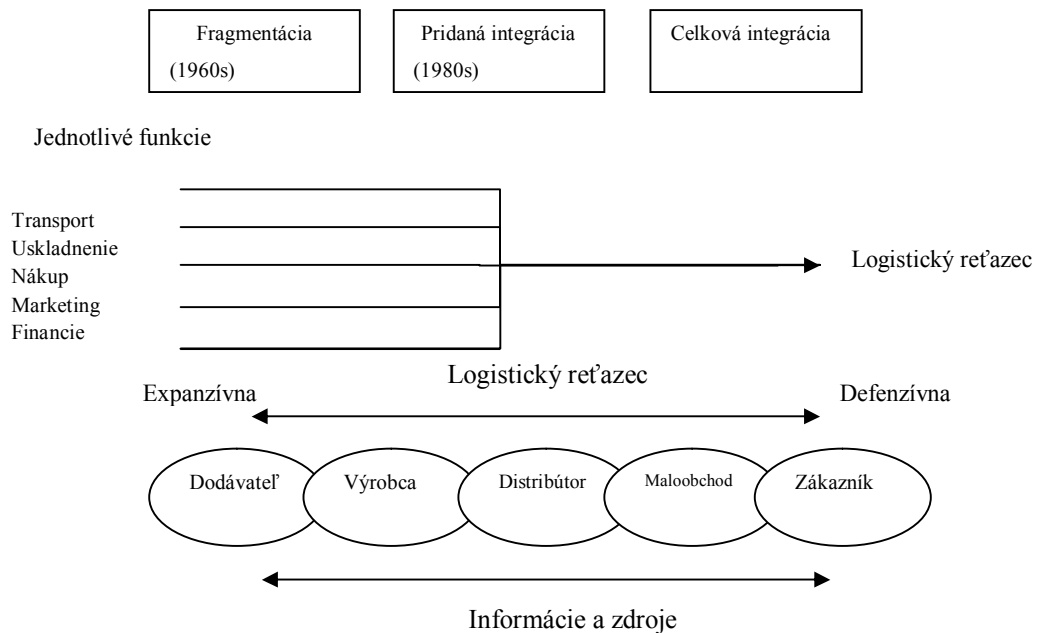 Fragmentácia
(1960s)
Pridaná integrácia
(1980s)
Celková integrácia
Jednotlivé funkcie
Transport
Uskladnenie
Nákup
Marketing
Financie
Logistický reťazec
Logistický reťazec
Expanzívna
Defenzívna
Dodávateľ
Výrobca
Distribútor
Maloobchod
Zákazník
Informácie a zdroje